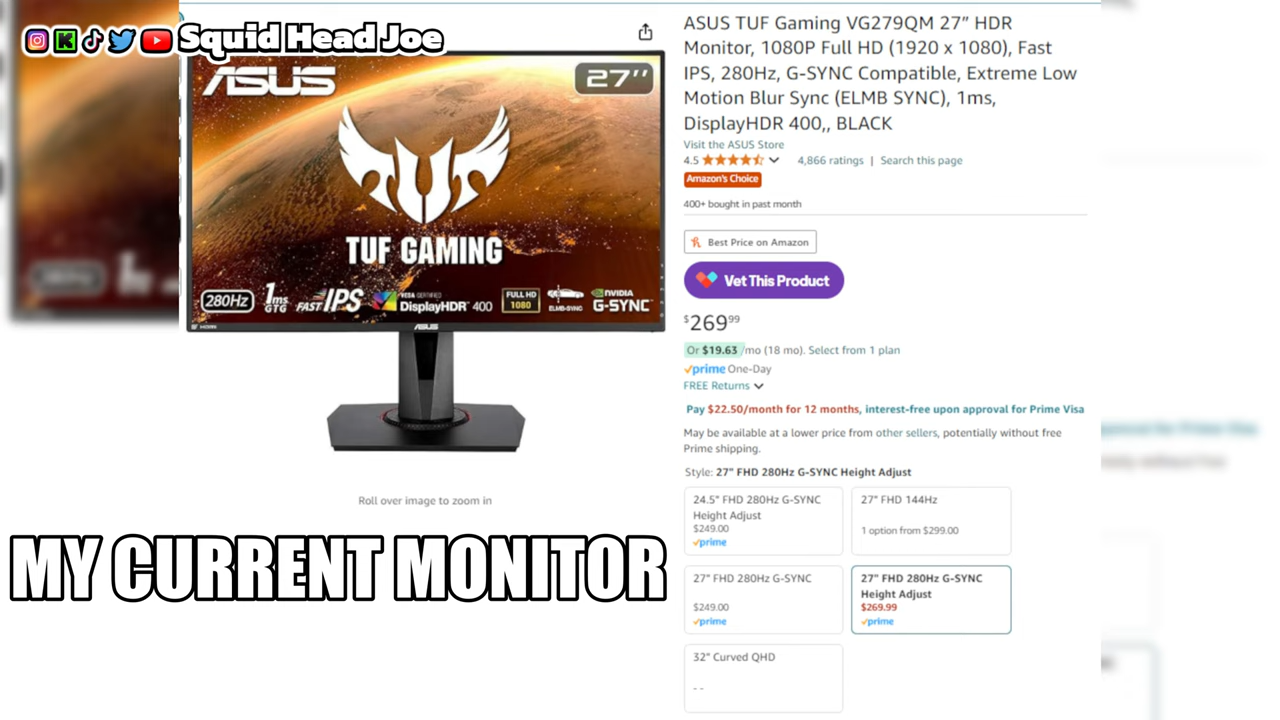 Squid Head Joe
ASUS
27"
TUF GAMING
280Hz
1ms
GTG
FAST IPS
VESA CERTIFIED
DisplayHDR 400
FULL HD
1080
ELMB-SYNC
NVIDIA
G-SYNC
HDMI
ASUS
Roll over image to zoom in
MY CURRENT MONITOR
ASUS TUF Gaming VG279QM 27” HDR
Monitor, 1080P Full HD (1920 x 1080), Fast
IPS, 280Hz, G-SYNC Compatible, Extreme Low
Motion Blur Sync (ELMB SYNC), 1ms,
DisplayHDR 400,, BLACK
Visit the ASUS Store
4.5 4,866 ratings | Search this page
Amazon's Choice
400+ bought in past month
Best Price on Amazon
Vet This Product
$26999
Or $19.63 /mo (18 mo). Select from 1 plan
prime One-Day
FREE Returns
Pay $22.50/month for 12 months, interest-free upon approval for Prime Visa
May be available at a lower price from other sellers, potentially without free
Prime shipping.
Style: 27" FHD 280Hz G-SYNC Height Adjust
24.5" FHD 280Hz G-SYNC
Height Adjust
$249.00
prime
27" FHD 144Hz
1 option from $299.00
27" FHD 280Hz G-SYNC
$249.00
prime
27" FHD 280Hz G-SYNC
Height Adjust
$269.99
prime
32" Curved QHD
--